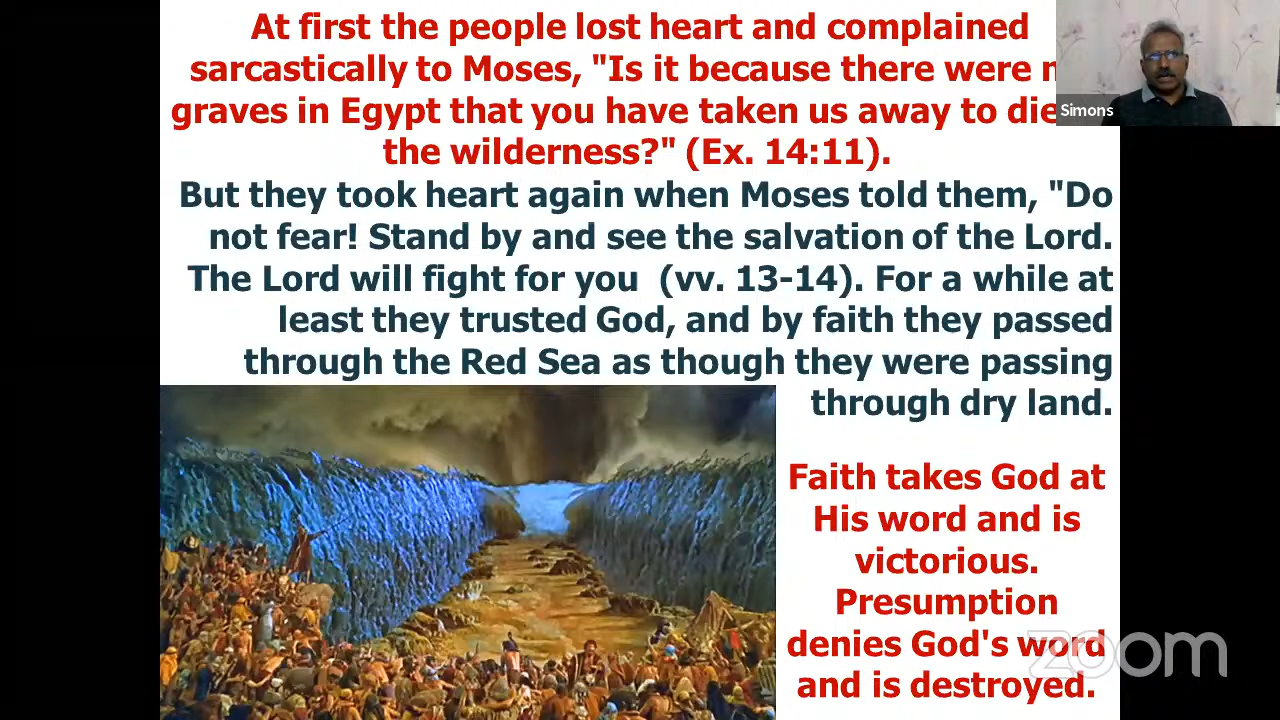 At first the people lost heart and complained
sarcastically to Moses, "Is it because there were
graves in Egypt that you have taken us away to die
the wilderness?" (Ex. 14:11).
But they took heart again when Moses told them, "Do
not fear! Stand by and see the salvation of the Lord.
The Lord will fight for you (vv. 13-14). For a while at
least they trusted God, and by faith they passed
through the Red Sea as though they were passing
through dry land.
Faith takes God at
His word and is
victorious.
Presumption
denies God's word
and is destroyed.
Simons
zoom